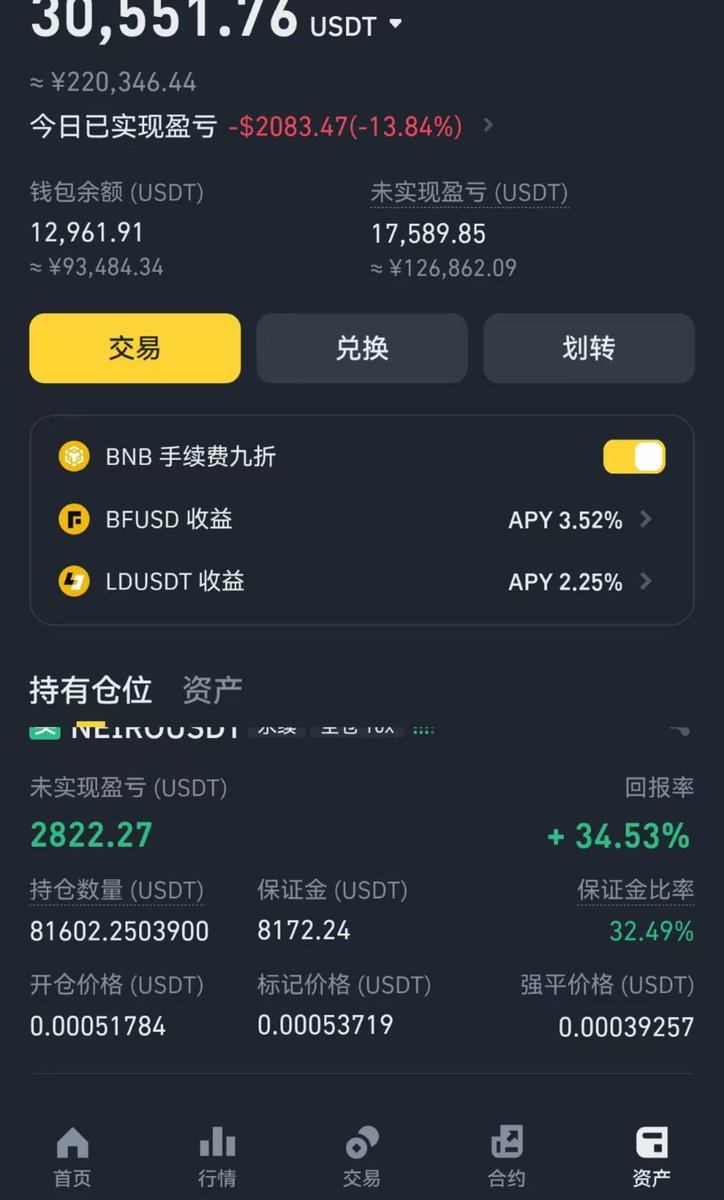 30,551.76 USDT
≈ ¥220,346.44
今日已实现盈亏 -$2083.47(-13.84%)
钱包余额 (USDT) 未实现盈亏 (USDT)
12,961.91 17,589.85
≈ ¥93,484.34 ≈ ¥126,862.09
交易 兑换 划转
BNB 手续费九折
BFUSD 收益 APY 3.52%
LDUSDT 收益 APY 2.25%
持有仓位 资产
NEIROUSDT 永续 全仓 10x
未实现盈亏 (USDT) 回报率
2822.27 + 34.53%
持仓数量 (USDT) 保证金 (USDT) 保证金比率
81602.2503900 8172.24 32.49%
开仓价格 (USDT) 标记价格 (USDT) 强平价格 (USDT)
0.00051784 0.00053719 0.00039257
首页 行情 交易 合约 资产